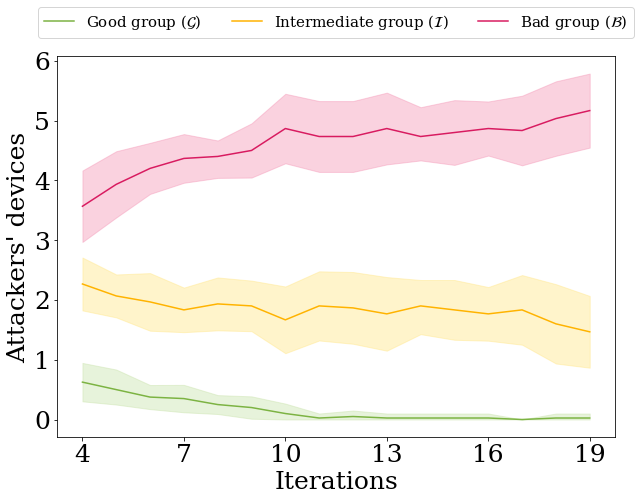 Good group (𝒢) Intermediate group (ℐ) Bad group (ℬ)
6
5
4
3
2
1
0
Attackers' devices
4 7 10 13 16 19
Iterations